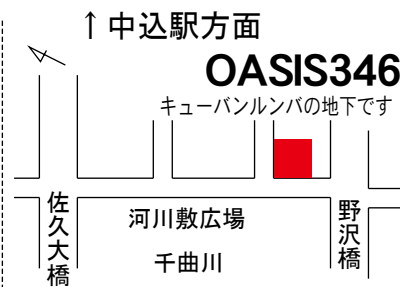 ↑中込駅方面
OASIS346
キューバンルンバの地下です
佐久大橋
河川敷広場
千曲川
野沢橋